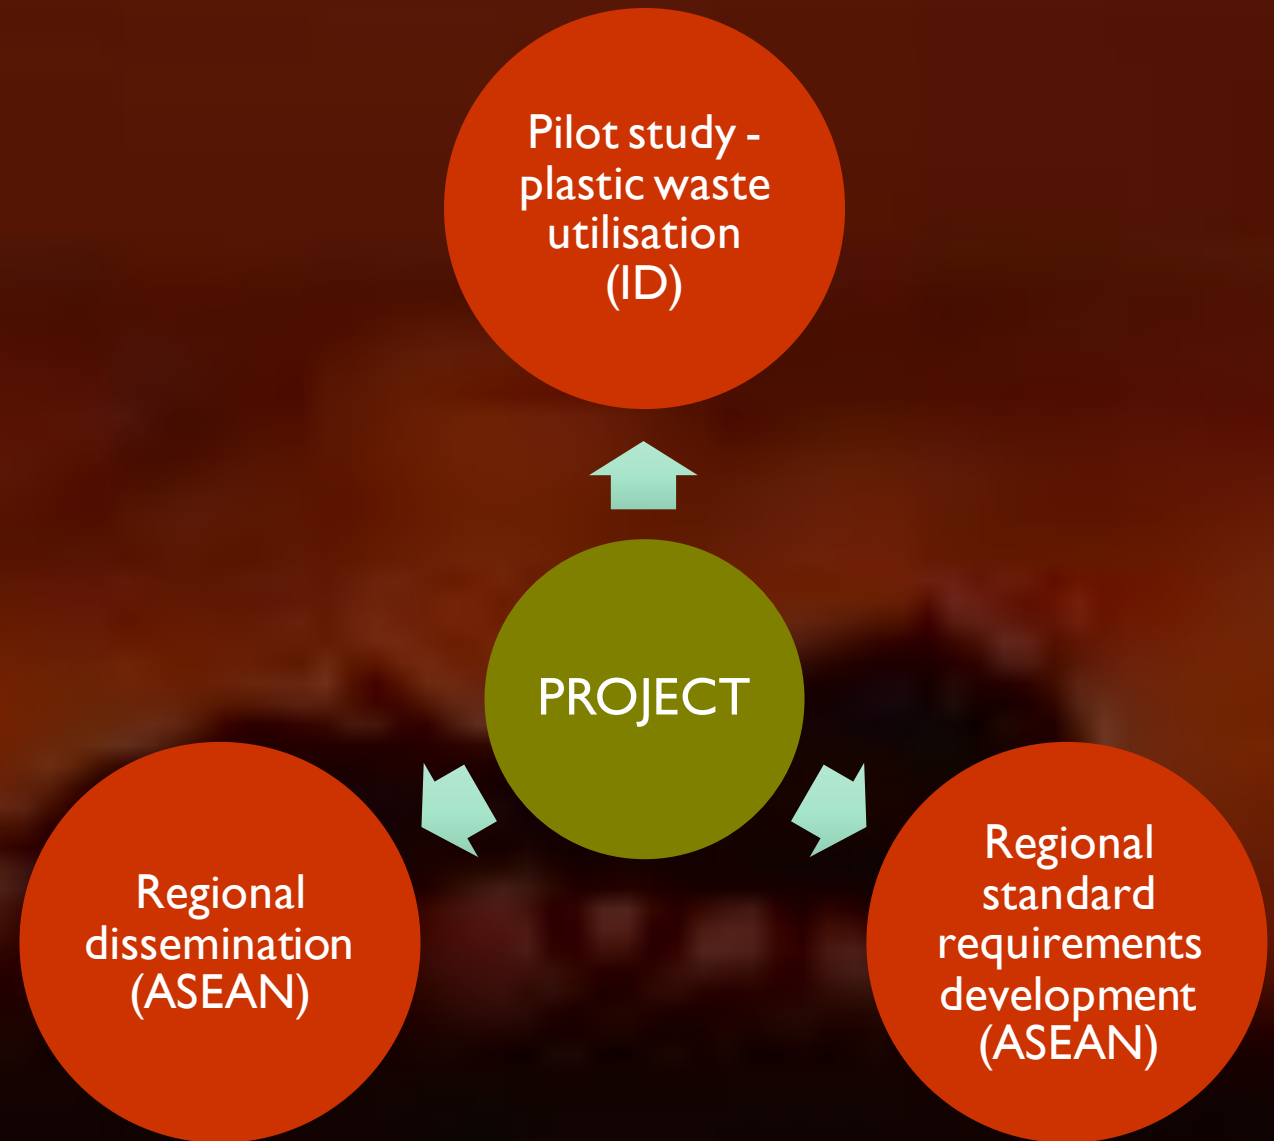 Pilot study -
plastic waste
utilisation
(ID)
PROJECT
Regional
dissemination
(ASEAN)
Regional
standard
requirements
development
(ASEAN)